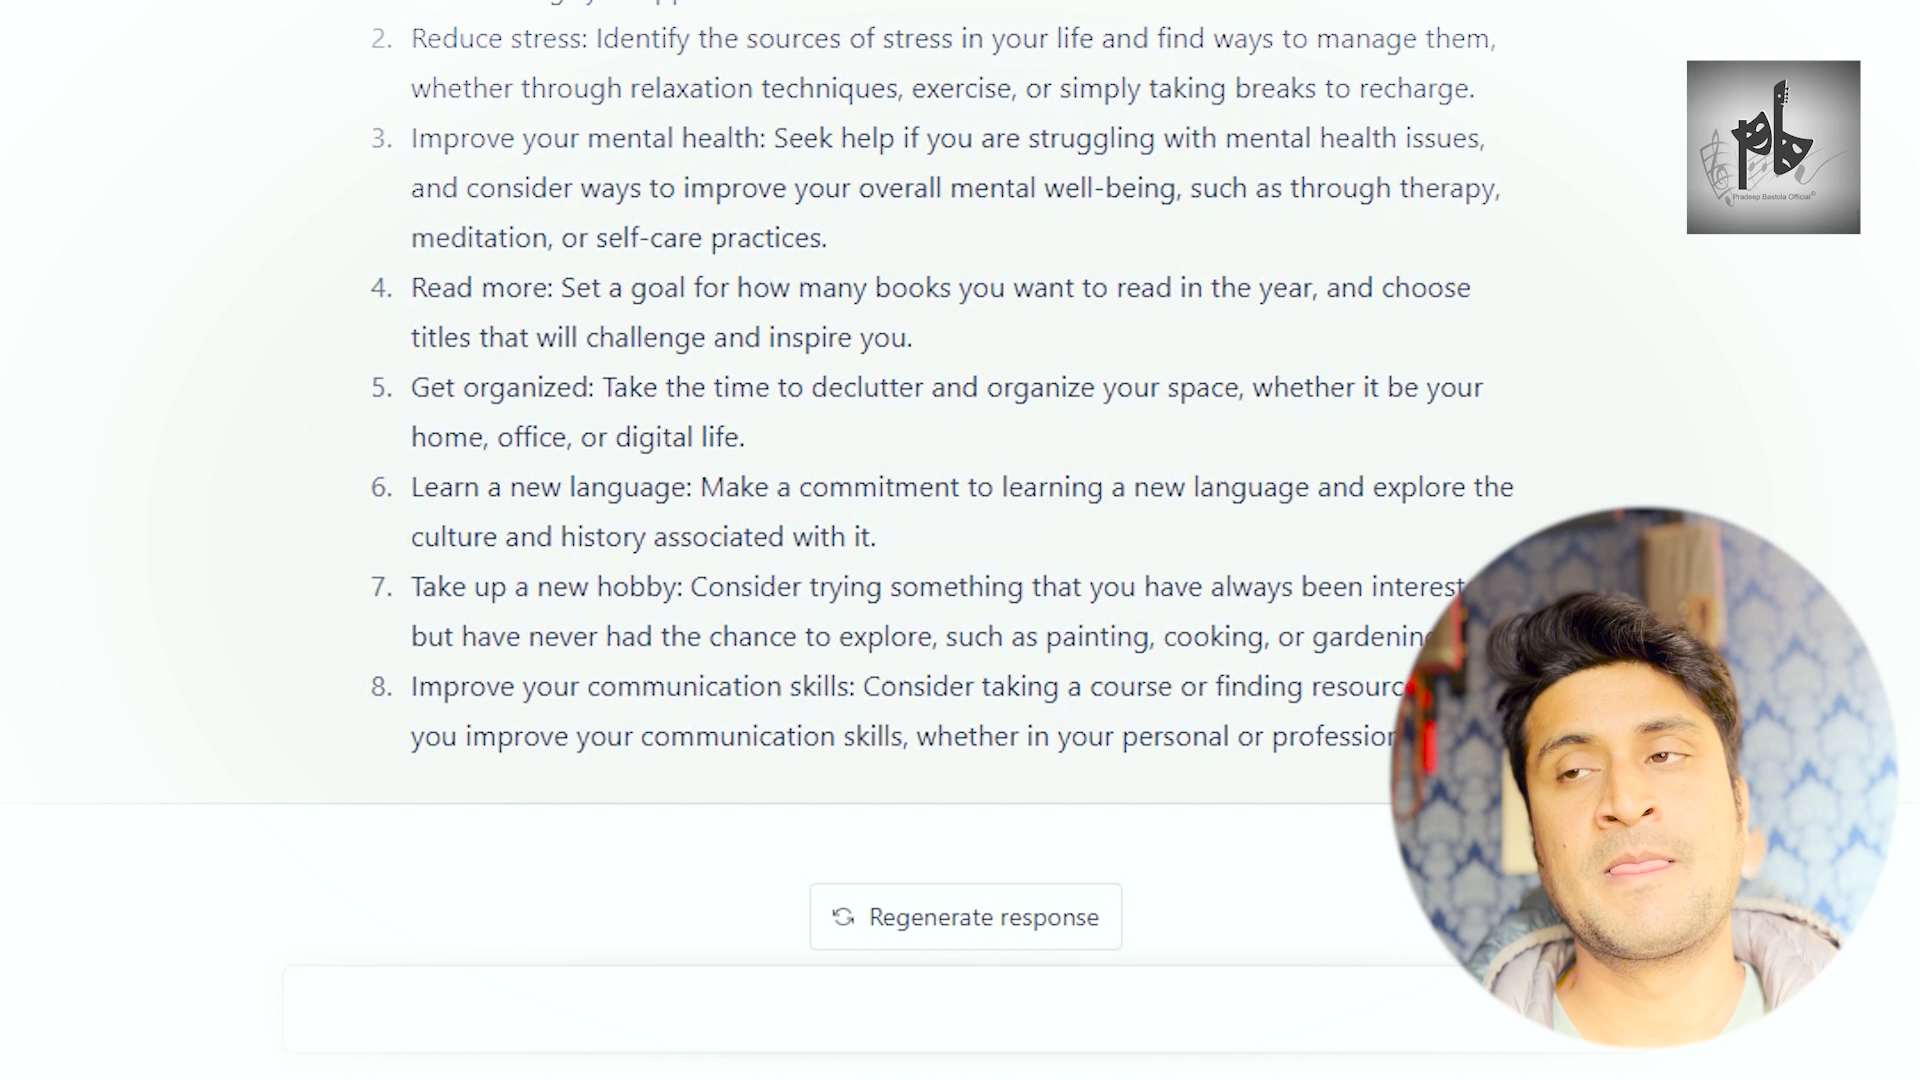 2. Reduce stress: Identify the sources of stress in your life and find ways to manage them,
whether through relaxation techniques, exercise, or simply taking breaks to recharge.
3. Improve your mental health: Seek help if you are struggling with mental health issues,
and consider ways to improve your overall mental well-being, such as through therapy,
meditation, or self-care practices.
4. Read more: Set a goal for how many books you want to read in the year, and choose
titles that will challenge and inspire you.
5. Get organized: Take the time to declutter and organize your space, whether it be your
home, office, or digital life.
6. Learn a new language: Make a commitment to learning a new language and explore the
culture and history associated with it.
7. Take up a new hobby: Consider trying something that you have always been interest
but have never had the chance to explore, such as painting, cooking, or gardening
8. Improve your communication skills: Consider taking a course or finding resourc
you improve your communication skills, whether in your personal or profession
Regenerate response
pb
Pradeep Bastola Official©